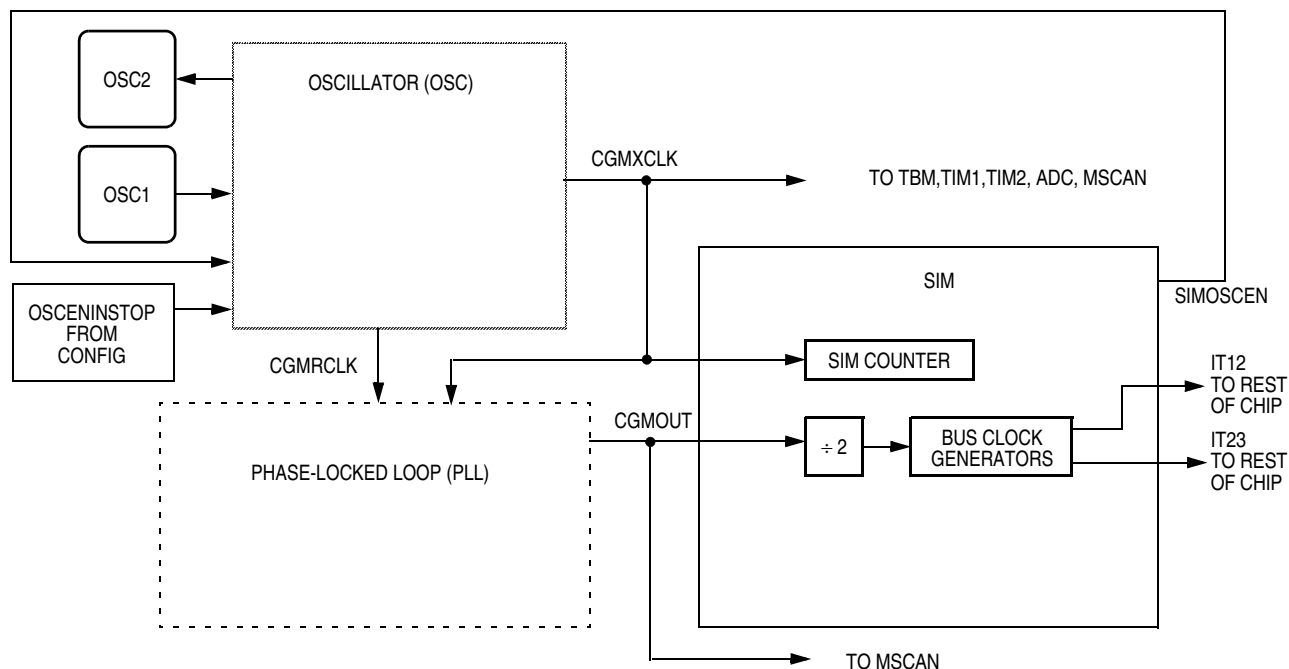 OSC2
OSCILLATOR (OSC)
CGMXCLK
OSC1
TO TBM,TIM1,TIM2, ADC, MSCAN
SIM
SIMOSCEN
OSCENINSTOP
FROM
CONFIG
CGMRCLK
SIM COUNTER
IT12
TO REST
OF CHIP
CGMOUT
÷ 2
BUS CLOCK
GENERATORS
IT23
TO REST
OF CHIP
PHASE-LOCKED LOOP (PLL)
TO MSCAN